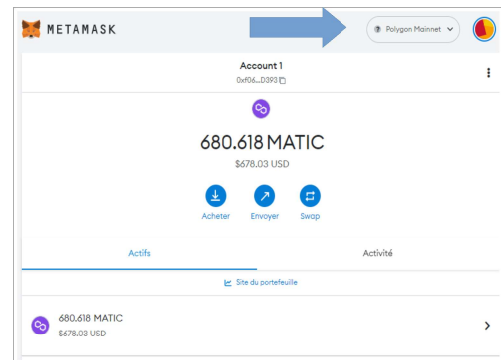 METAMASK
Polygon Mainnet
Account 1
0xf06...D393
680.618 MATIC
$678.03 USD
Acheter Envoyer Swap
Actifs Activité
Site du portefeuille
680.618 MATIC
$678.03 USD